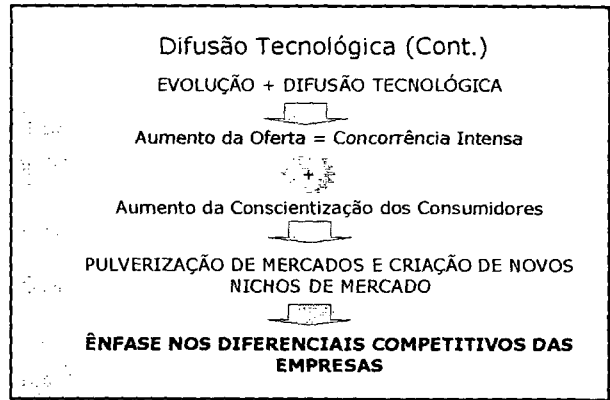 Difusão Tecnológica (Cont.)
EVOLUÇÃO + DIFUSÃO TECNOLÓGICA
Aumento da Oferta = Concorrência Intensa
+
Aumento da Conscientização dos Consumidores
PULVERIZAÇÃO DE MERCADOS E CRIAÇÃO DE NOVOS
NICHOS DE MERCADO
ÊNFASE NOS DIFERENCIAIS COMPETITIVOS DAS
EMPRESAS